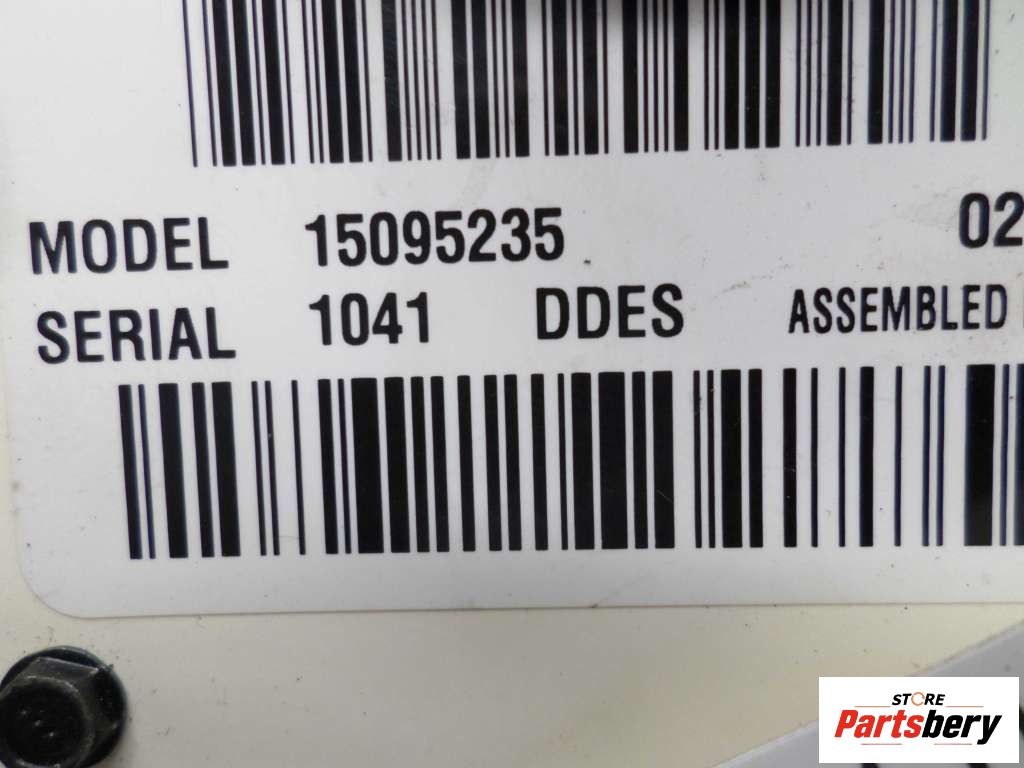 MODEL 15095235 02
SERIAL 1041 DDES ASSEMBLED
STORE
Partsbery